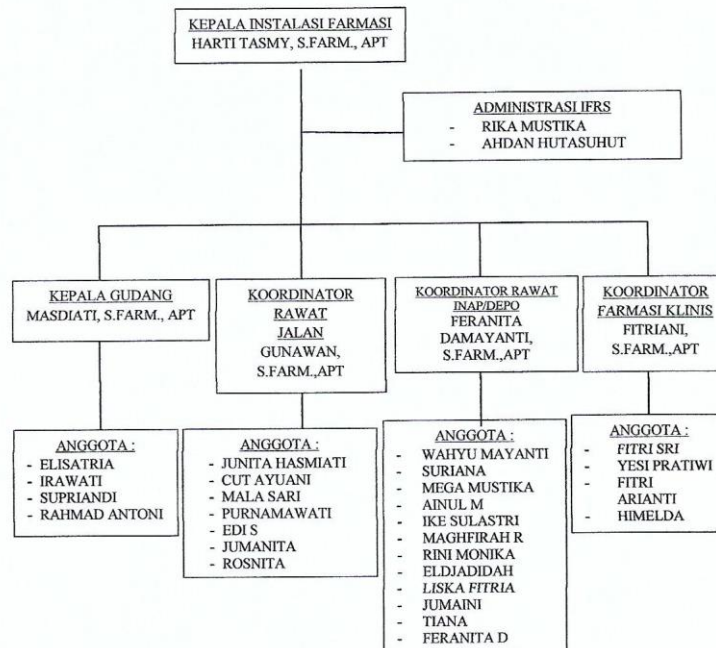 KEPALA INSTALASI FARMASI
HARTI TASMY, S.FARM., APT
ADMINISTRASI IFRS
- RIKA MUSTIKA
- AHDAN HUTASUHUT
KEPALA GUDANG
MASDIATI, S.FARM., APT
KOORDINATOR
RAWAT
JALAN
GUNAWAN,
S.FARM.,APT
KOORDINATOR RAWAT
INAP/DEPO
FERANITA
DAMAYANTI,
S.FARM.,APT
KOORDINATOR
FARMASI KLINIS
FITRIANI,
S.FARM.,APT
ANGGOTA :
- ELISATRIA
- IRAWATI
- SUPRIANDI
- RAHMAD ANTONI
ANGGOTA :
- JUNITA HASMIATI
- CUT AYUANI
- MALA SARI
- PURNAMAWATI
- EDI S
- JUMANITA
- ROSNITA
ANGGOTA :
- WAHYU MAYANTI
- SURIANA
- MEGA MUSTIKA
- AINUL M
- IKE SULASTRI
- MAGHFIRAH R
- RINI MONIKA
- ELDJADIDAH
- LISKA FITRIA
- JUMAINI
- TIANA
- FERANITA D
ANGGOTA :
- FITRI SRI
- YESI PRATIWI
- FITRI
ARIANTI
- HIMELDA